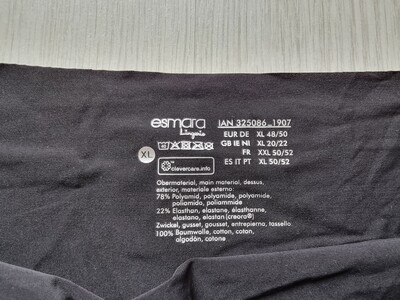 esmara
Lingerie
IAN 325086_1907
EUR DE XL 48/50
GB IE NI XL 20/22
FR XXL 50/52
ES IT PT XL 50/52
XL
clevercare.info
Obermaterial, main material, dessus,
exterior, materiale esterno:
78% Polyamid, polyamide, polyamide,
poliamida, poliammide
22% Elasthan, elastane, élasthanne,
elastano, elastan (creora®)
Zwickel, gusset, gousset, entrepierna, tassello:
100% Baumwolle, cotton, coton,
algodón, cotone